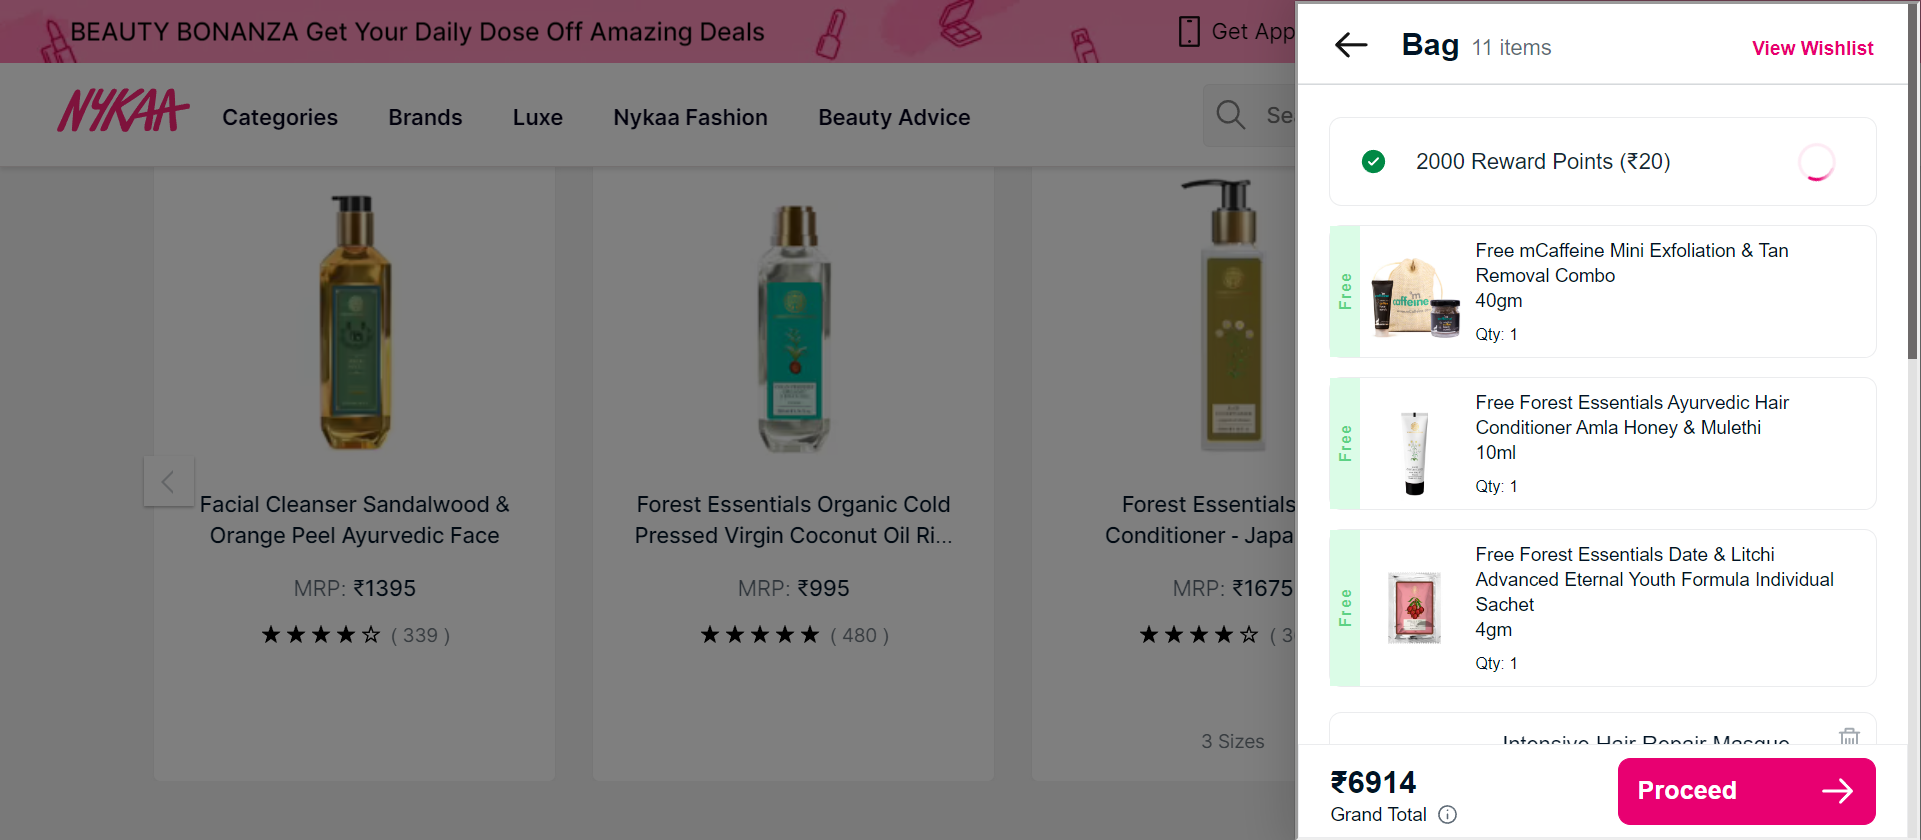 BEAUTY BONANZA Get Your Daily Dose Off Amazing Deals
Get App
NYKAA
Categories
Brands
Luxe
Nykaa Fashion
Beauty Advice
Facial Cleanser Sandalwood &
Orange Peel Ayurvedic Face
MRP: ₹1395
( 339 )
Forest Essentials Organic Cold
Pressed Virgin Coconut Oil Ri...
MRP: ₹995
( 480 )
Forest Essentials
Conditioner - Japa
MRP: ₹1675
3 Sizes
Bag 11 items
View Wishlist
2000 Reward Points (₹20)
Free
Free mCaffeine Mini Exfoliation & Tan
Removal Combo
40gm
Qty: 1
'm
caffeine
Free
Free Forest Essentials Ayurvedic Hair
Conditioner Amla Honey & Mulethi
10ml
Qty: 1
Free
Free Forest Essentials Date & Litchi
Advanced Eternal Youth Formula Individual
Sachet
4gm
Qty: 1
Intensive Hair Repair Masque
₹6914
Grand Total
Proceed